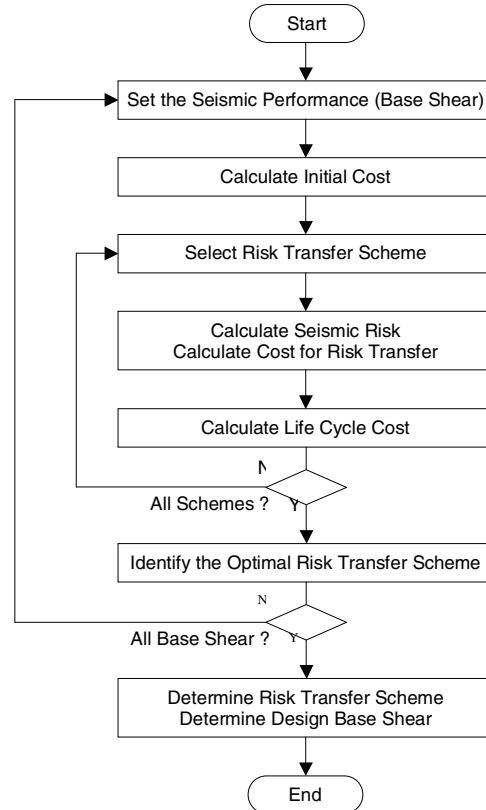 Start
Set the Seismic Performance (Base Shear)
Calculate Initial Cost
Select Risk Transfer Scheme
Calculate Seismic Risk
Calculate Cost for Risk Transfer
Calculate Life Cycle Cost
N
All Schemes ? Y
Identify the Optimal Risk Transfer Scheme
N
All Base Shear ? Y
Determine Risk Transfer Scheme
Determine Design Base Shear
End